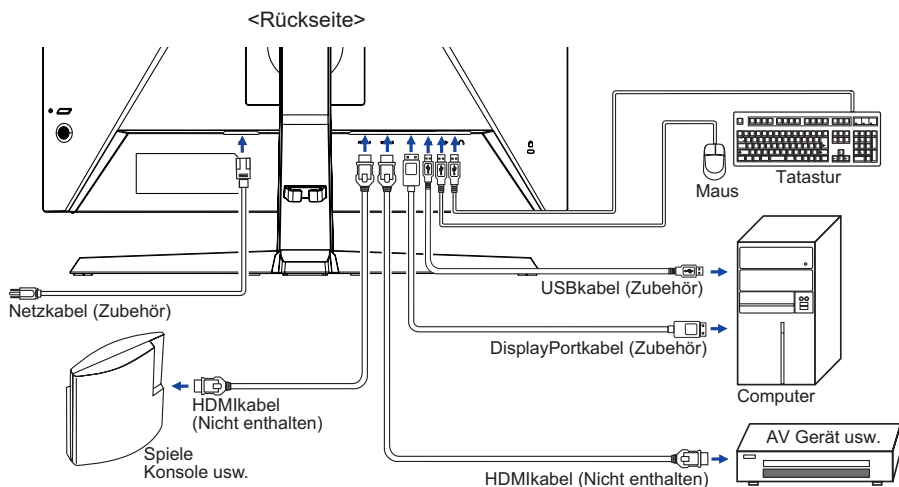 <Rückseite>
Maus
Tatastur
USBkabel (Zubehör)
Netzkabel (Zubehör)
DisplayPortkabel (Zubehör)
Computer
HDMIkabel
(Nicht enthalten)
AV Gerät usw.
Spiele
Konsole usw.
HDMIkabel (Nicht enthalten)